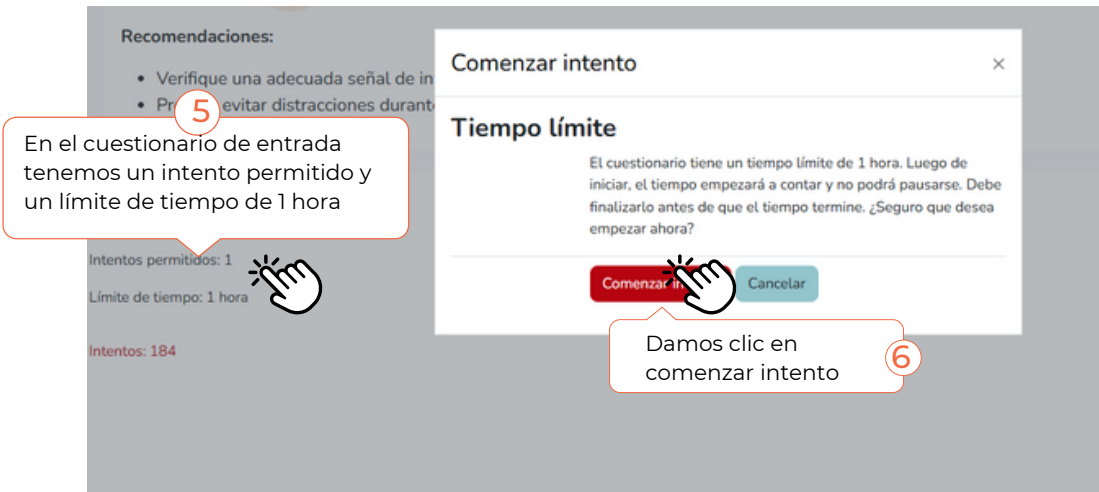 Recomendaciones:
Verifique una adecuada señal de in
evitar distracciones durant
5
En el cuestionario de entrada
tenemos un intento permitido y
un límite de tiempo de 1 hora
Intentos permitidos: 1
Límite de tiempo: 1 hora
Intentos: 184
Comenzar intento ×
Tiempo límite
El cuestionario tiene un tiempo límite de 1 hora. Luego de
iniciar, el tiempo empezará a contar y no podrá pausarse. Debe
finalizarlo antes de que el tiempo termine. ¿Seguro que desea
empezar ahora?
Comenzar in
Cancelar
Damos clic en
comenzar intento
6